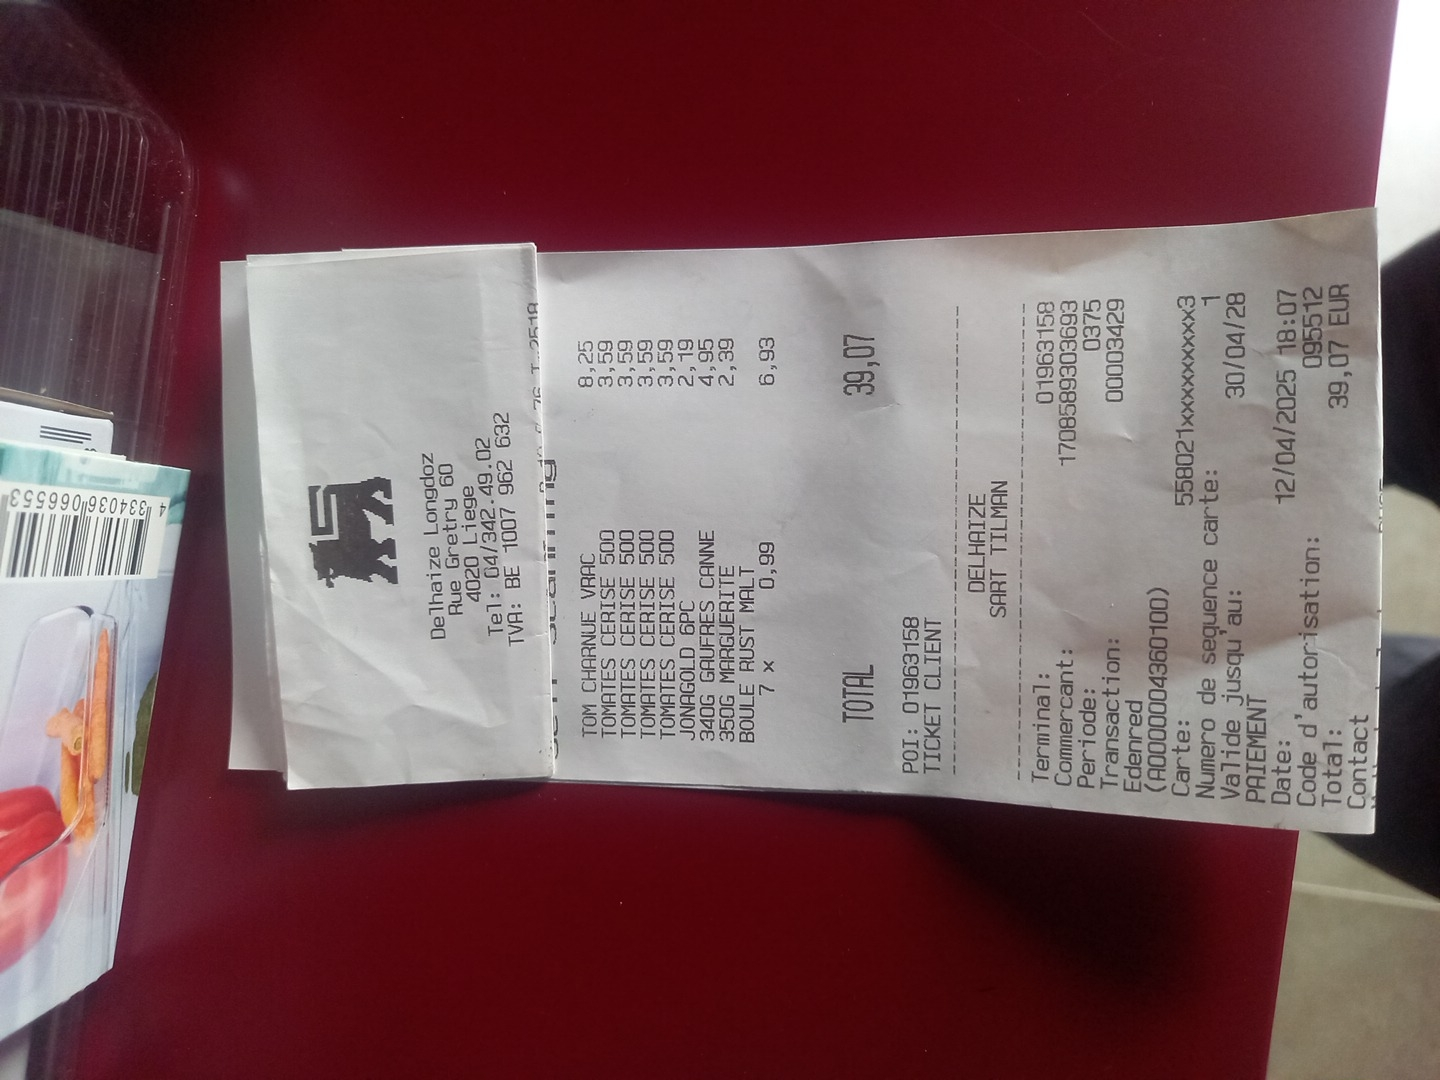 Delhaize Longdoz
Rue Gretry 60
4020 Liege
Tel: 04/342.49.02
TVA: BE 1007 962 632
TOM CHARNUE VRAC 8,25
TOMATES CERISE 500 3,59
TOMATES CERISE 500 3,59
TOMATES CERISE 500 3,59
TOMATES CERISE 500 3,59
JONAGOLD 6PC 2,19
340G GAUFRES CANNE 4,95
350G MARGUERITE 2,39
BOULE RUST MALT
7 x 0,99 6,93
TOTAL 39,07
POI: 01963158
TICKET CLIENT
DELHAIZE
SART TILMAN
Terminal: 01963158
Commercant: 1708589303693
Periode: 0375
Transaction: 00003429
Edenred
(A0000004360100)
Carte: 558021xxxxxxxxx3
Numero de sequence carte: 1
Valide jusqu'au: 30/04/28
PAIEMENT
Date: 12/04/2025 18:07
Code d'autorisation: 095512
Total: 39,07 EUR
Contact
4 334036 066553